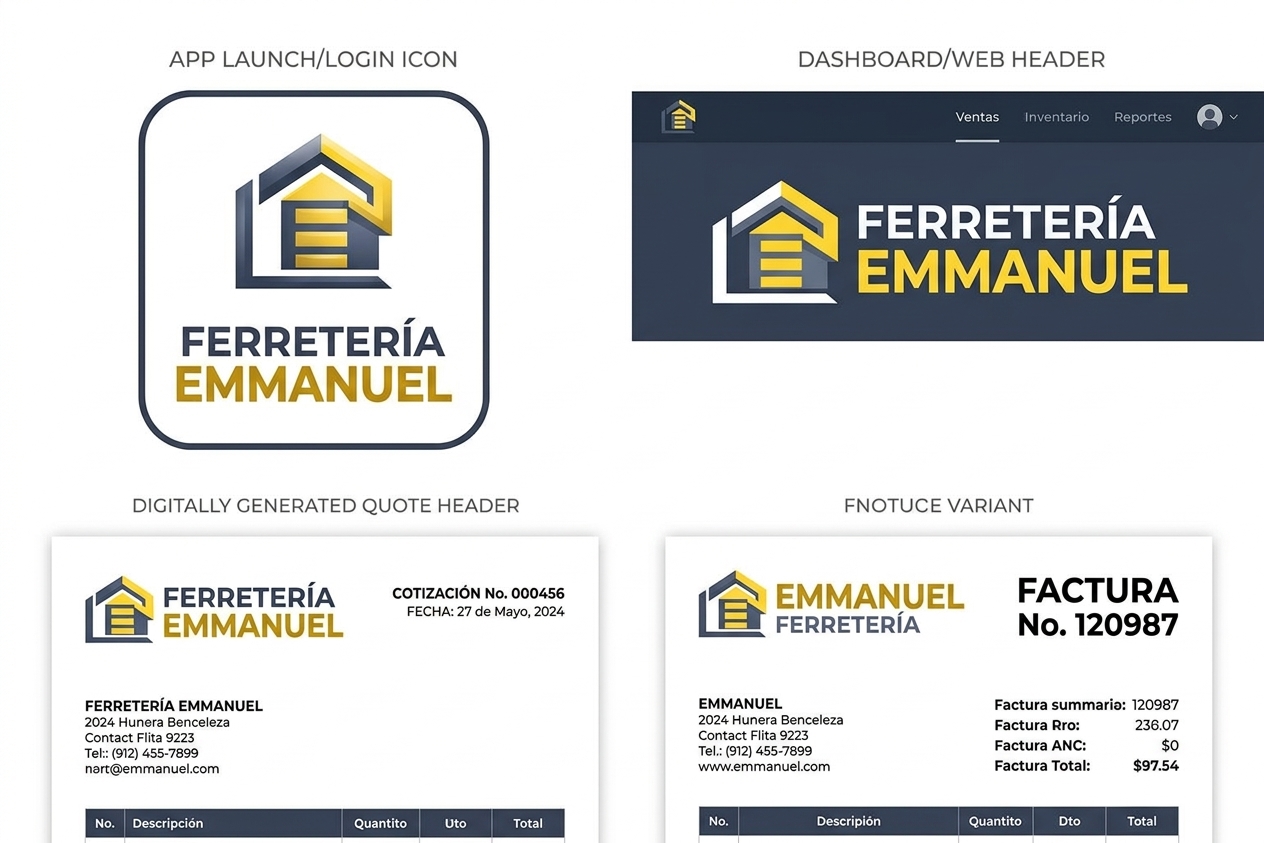 APP LAUNCH/LOGIN ICON
FERRETERÍA
EMMANUEL
DASHBOARD/WEB HEADER
Ventas Inventario Reportes
FERRETERÍA
EMMANUEL
DIGITALLY GENERATED QUOTE HEADER
FERRETERÍA
EMMANUEL
COTIZACIÓN No. 000456
FECHA: 27 de Mayo, 2024
FERRETERÍA EMMANUEL
2024 Hunera Benceleza
Contact Flita 9223
Tel:: (912) 455-7899
nart@emmanuel.com
No. Descripción Quantito Uto Total
FNOTUCE VARIANT
EMMANUEL
FERRETERÍA
FACTURA
No. 120987
EMMANUEL
2024 Hunera Benceleza
Contact Flita 9223
Tel.: (912) 455-7899
www.emmanuel.com
Factura summario: 120987
Factura Rro: 236.07
Factura ANC: $0
Factura Total: $97.54
No. Descripión Quantito Dto Total